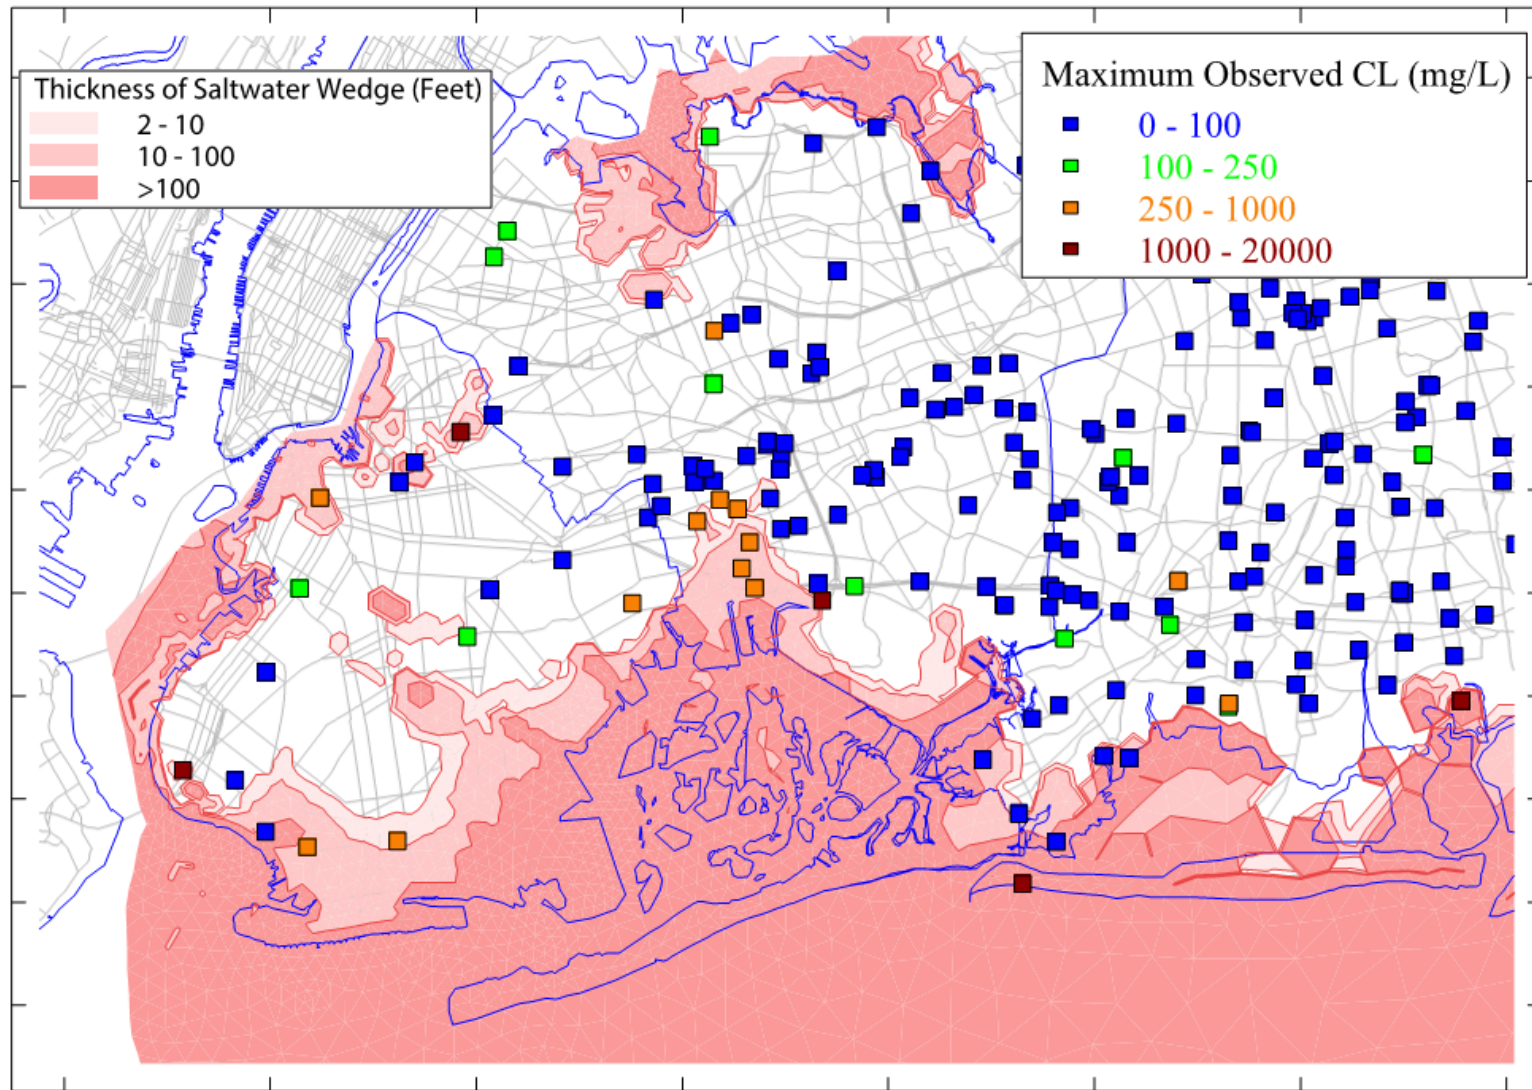 Thickness of Saltwater Wedge (Feet)
2 - 10
10 - 100
>100
Maximum Observed CL (mg/L)
0 - 100
100 - 250
250 - 1000
1000 - 20000